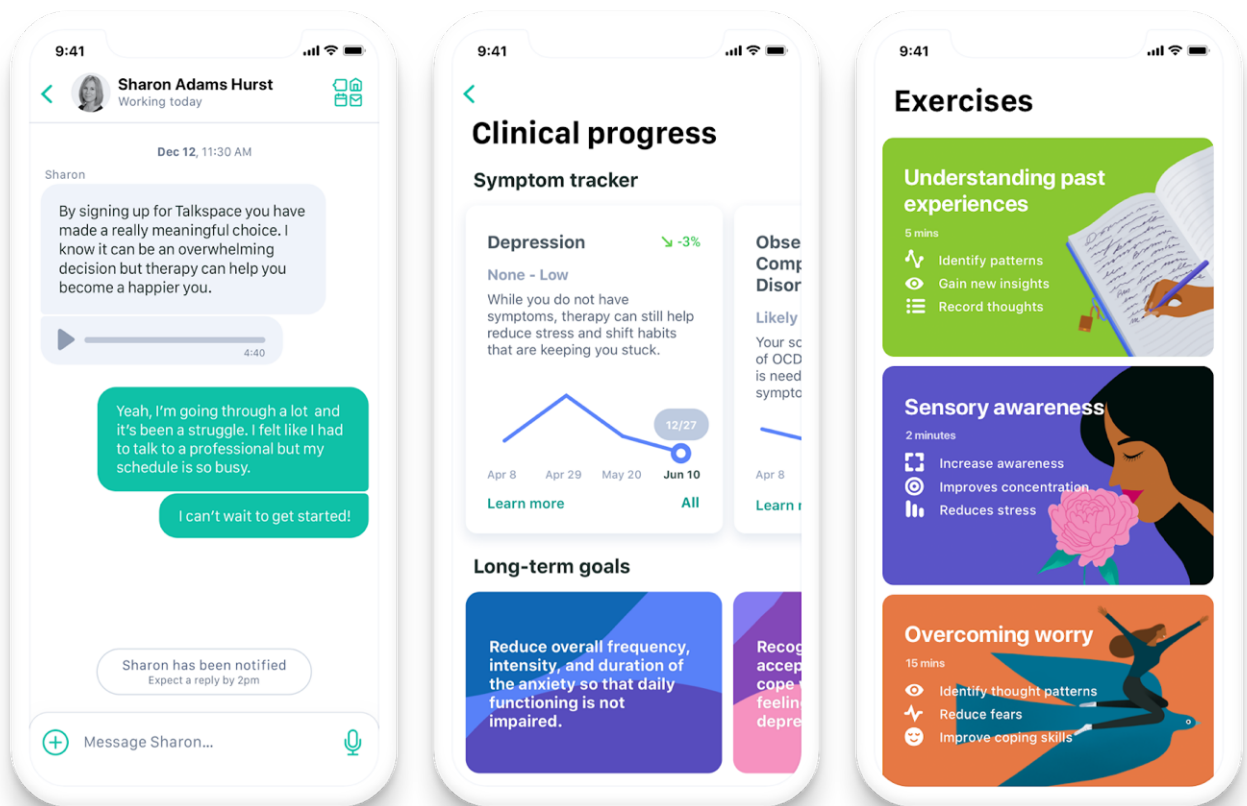 9:41
Sharon Adams Hurst
Working today
Dec 12, 11:30 AM
Sharon
By signing up for Talkspace you have
made a really meaningful choice. I
know it can be an overwhelming
decision but therapy can help you
become a happier you.
4:40
Yeah, I'm going through a lot and
it's been a struggle. I felt like I had
to talk to a professional but my
schedule is so busy.
I can't wait to get started!
Sharon has been notified
Expect a reply by 2pm
Message Sharon...
9:41
Clinical progress
Symptom tracker
Depression
-3%
None - Low
While you do not have
symptoms, therapy can still help
reduce stress and shift habits
that are keeping you stuck.
12/27
Apr 8 Apr 29 May 20 Jun 10
Learn more All
Obse
Comp
Disor
Likely
Your sc
of OCD
is need
sympto
Apr 8
Learn
Long-term goals
Reduce overall frequency,
intensity, and duration of
the anxiety so that daily
functioning is not
impaired.
Recog
accep
cope
feelin
depre
9:41
Exercises
Understanding past
experiences
5 mins
Identify patterns
Gain new insights
Record thoughts
Sensory awareness
2 minutes
Increase awareness
Improves concentration
Reduces stress
Overcoming worry
15 mins
Identify thought patterns
Reduce fears
Improve coping skills